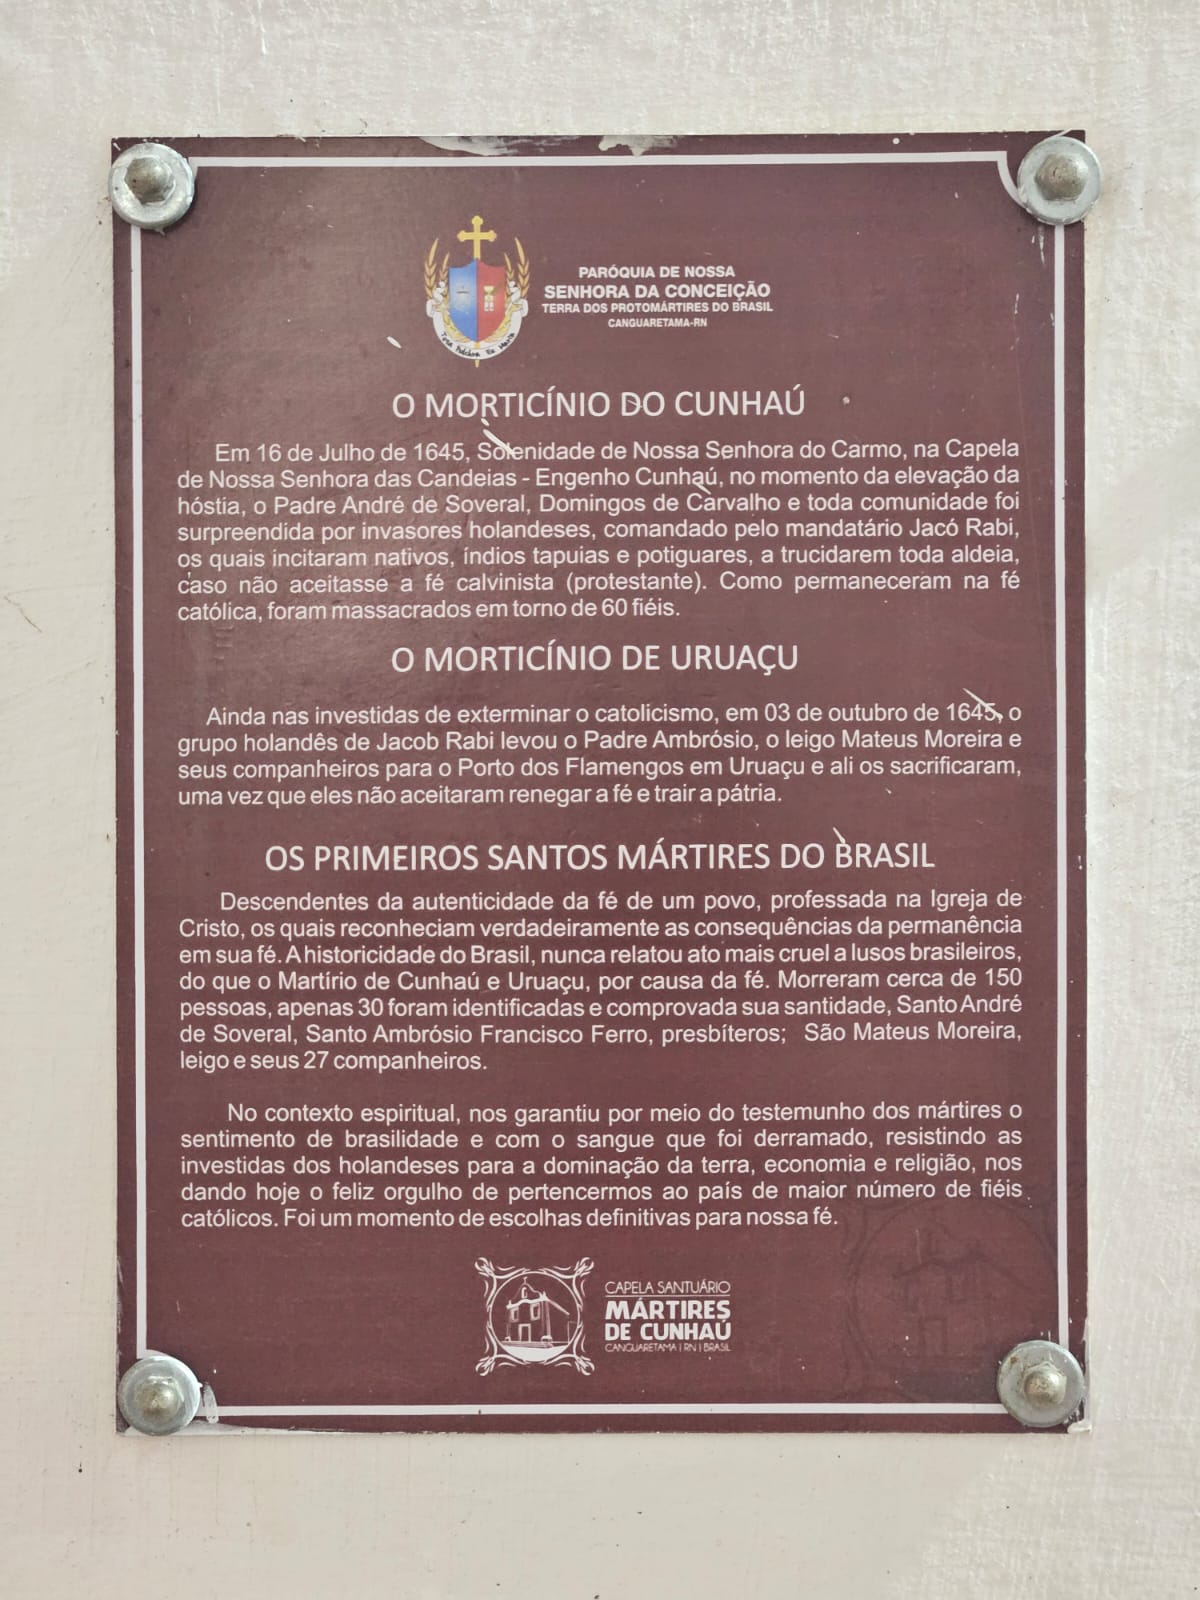 PARÓQUIA DE NOSSA
SENHORA DA CONCEIÇÃO
TERRA DOS PROTOMÁRTIRES DO BRASIL
CANGUARETAMA-RN
O MORTICÍNIO DO CUNHAÚ
Em 16 de Julho de 1645, Solenidade de Nossa Senhora do Carmo, na Capela
de Nossa Senhora das Candeias - Engenho Cunhaú, no momento da elevação da
hóstia, o Padre André de Soveral, Domingos de Carvalho e toda comunidade foi
surpreendida por invasores holandeses, comandado pelo mandatário Jacó Rabi,
os quais incitaram nativos, índios tapuias e potiguares, a trucidarem toda aldeia,
caso não aceitasse a fé calvinista (protestante). Como permaneceram na fé
católica, foram massacrados em torno de 60 fiéis.
O MORTICÍNIO DE URUAÇU
Ainda nas investidas de exterminar o catolicismo, em 03 de outubro de 1645, o
grupo holandês de Jacob Rabi levou o Padre Ambrósio, o leigo Mateus Moreira e
seus companheiros para o Porto dos Flamengos em Uruaçu e ali os sacrificaram,
uma vez que eles não aceitaram renegar a fé e trair a pátria.
OS PRIMEIROS SANTOS MÁRTIRES DO BRASIL
Descendentes da autenticidade da fé de um povo, professada na Igreja de
Cristo, os quais reconheciam verdadeiramente as consequências da permanência
em sua fé. A historicidade do Brasil, nunca relatou ato mais cruel a lusos brasileiros,
do que o Martírio de Cunhaú e Uruaçu, por causa da fé. Morreram cerca de 150
pessoas, apenas 30 foram identificadas e comprovada sua santidade, Santo André
de Soveral, Santo Ambrósio Francisco Ferro, presbíteros; São Mateus Moreira,
leigo e seus 27 companheiros.
No contexto espiritual, nos garantiu por meio do testemunho dos mártires o
sentimento de brasilidade e com o sangue que foi derramado, resistindo as
investidas dos holandeses para a dominação da terra, economia e religião, nos
dando hoje o feliz orgulho de pertencermos ao país de maior número de fiéis
católicos. Foi um momento de escolhas definitivas para nossa fé.
CAPELA SANTUÁRIO
MÁRTIRES
DE CUNHAÚ
CANGUARETAMA | RN | BRASIL